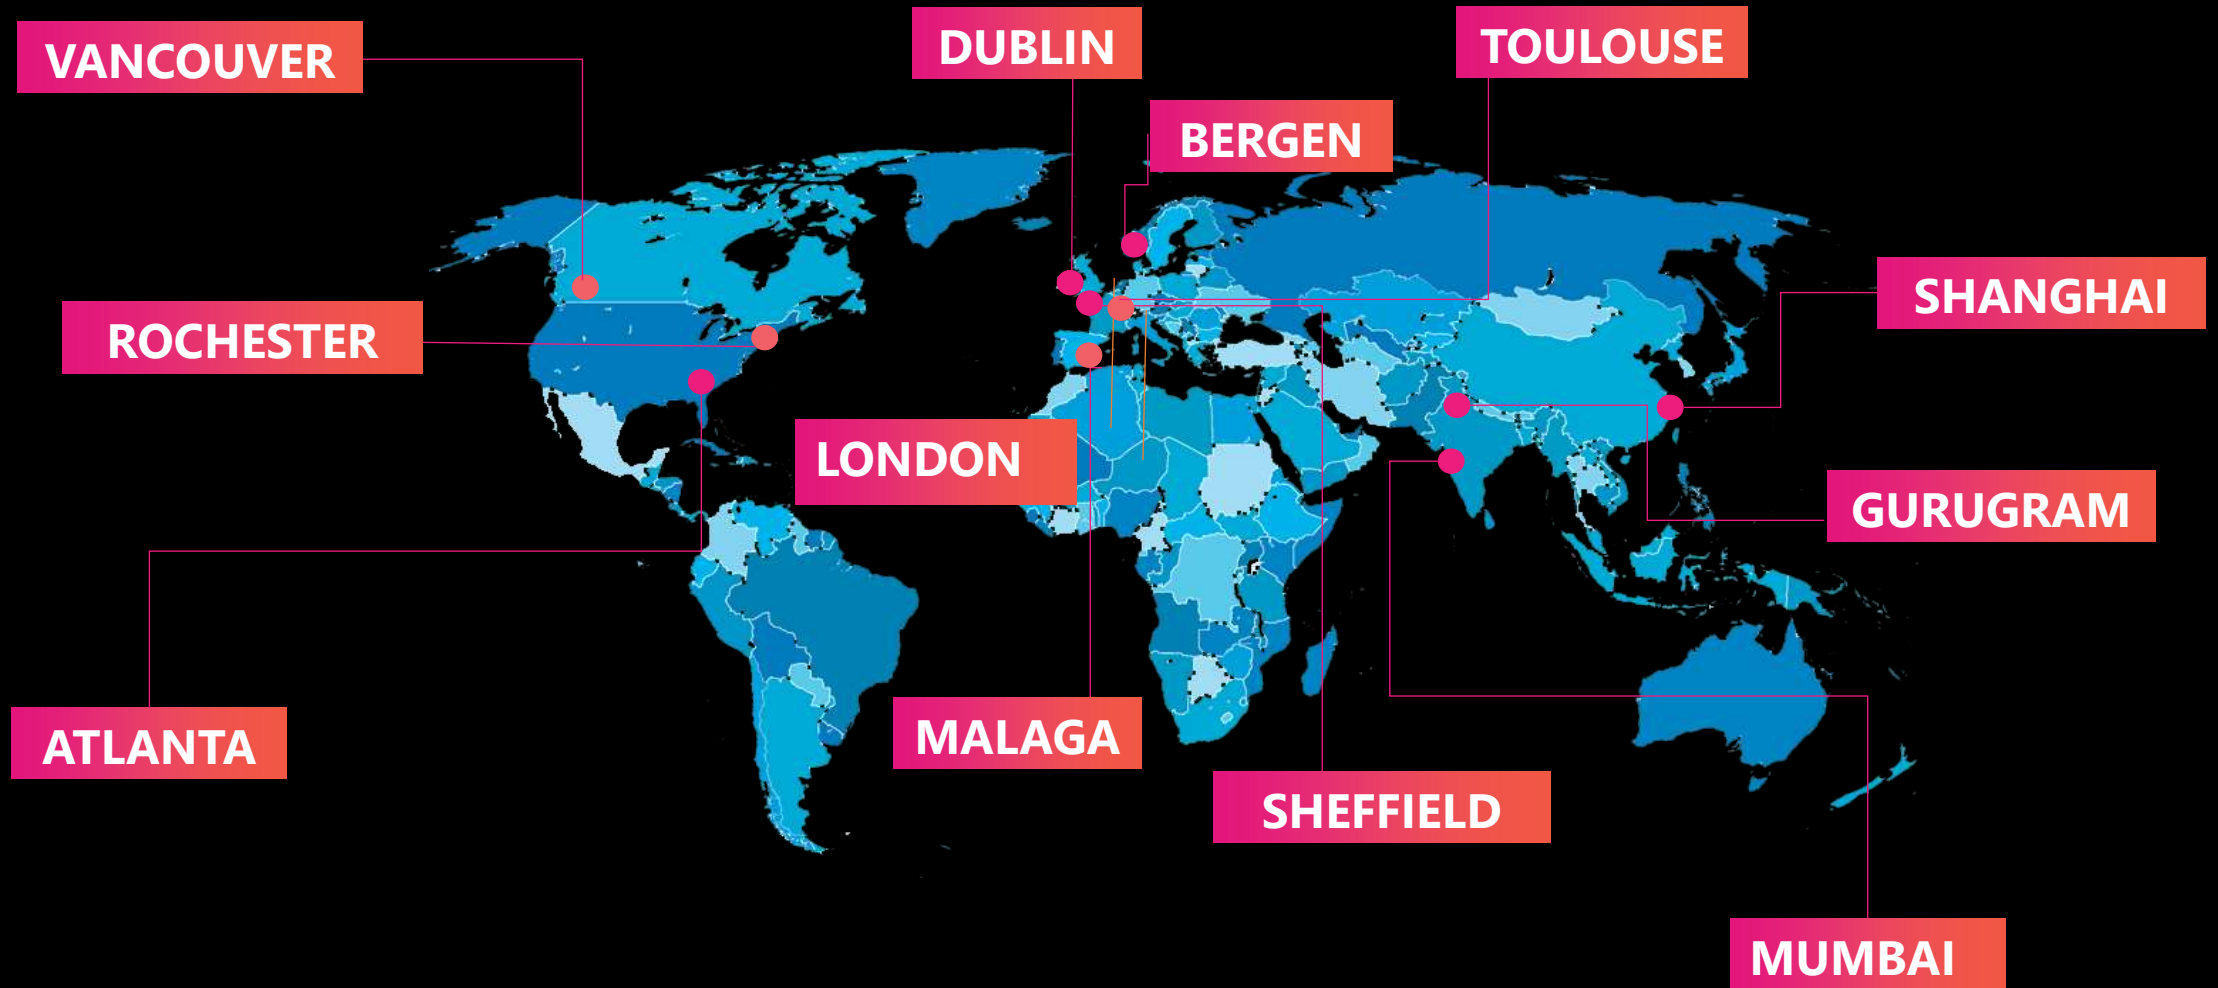 VANCOUVER
DUBLIN
TOULOUSE
BERGEN
SHANGHAI
ROCHESTER
LONDON
GURUGRAM
ATLANTA
MALAGA
SHEFFIELD
MUMBAI